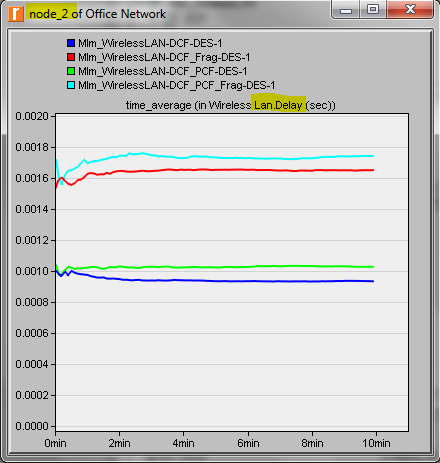 node_2 of Office Network
Mlm_WirelessLAN-DCF-DES-1
Mlm_WirelessLAN-DCF_Frag-DES-1
Mlm_WirelessLAN-DCF_PCF-DES-1
Mlm_WirelessLAN-DCF_PCF_Frag-DES-1
time_average (in Wireless Lan.Delay (sec))
0.0020
0.0018
0.0016
0.0014
0.0012
0.0010
0.0008
0.0006
0.0004
0.0002
0.0000
0min 2min 4min 6min 8min 10min